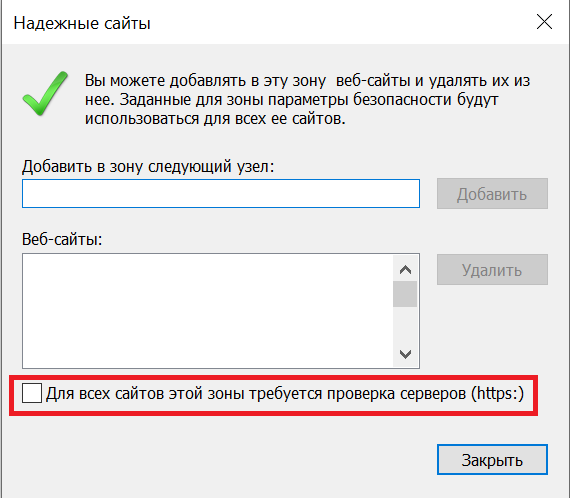 Надежные сайты
Вы можете добавлять в эту зону веб-сайты и удалять их из
нее. Заданные для зоны параметры безопасности будут
использоваться для всех ее сайтов.
Добавить в зону следующий узел:
Добавить
Веб-сайты:
Удалить
Для всех сайтов этой зоны требуется проверка серверов (https:)
Закрыть